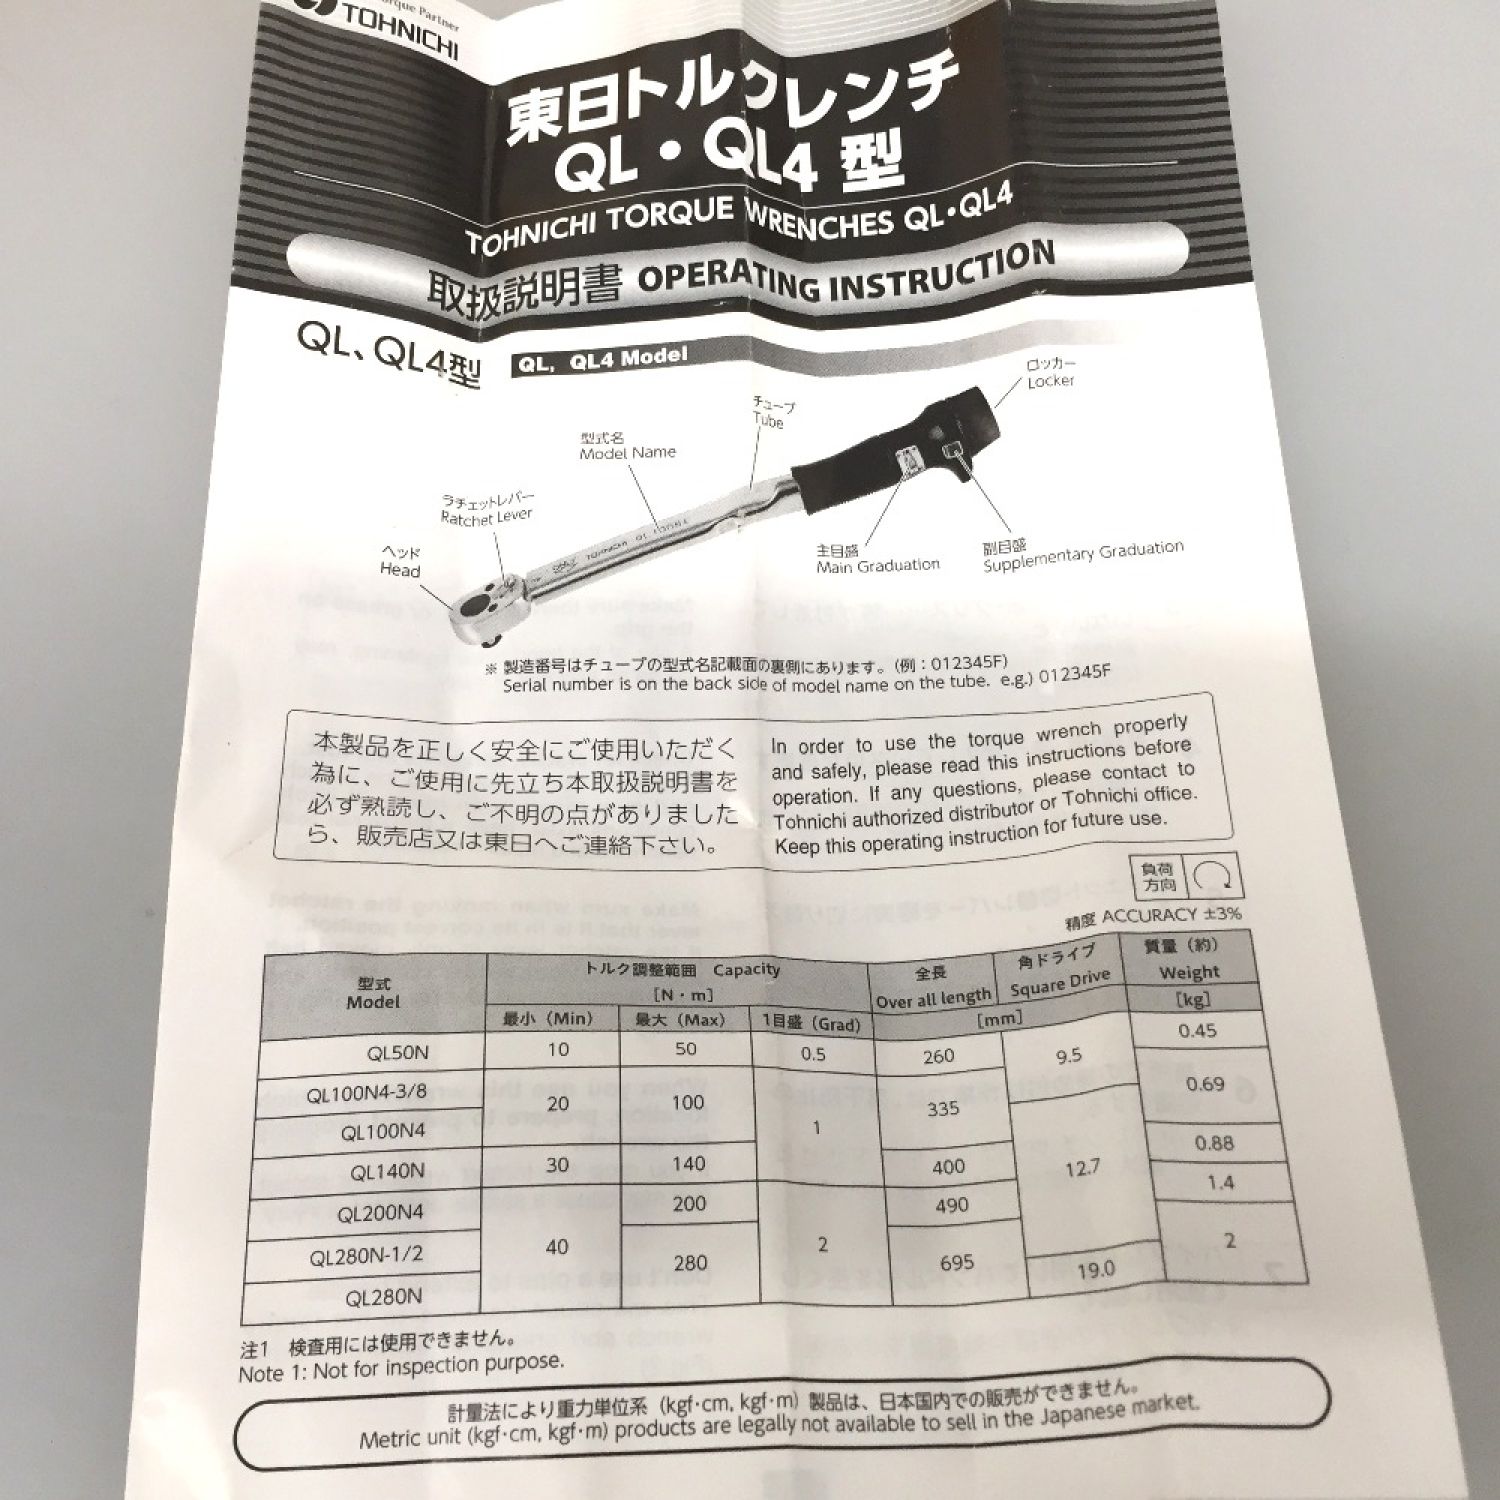 Torque Partner
TOHNICHI
東日トルクレンチ
QL・QL4 型
TOHNICHI TORQUE WRENCHES QL・QL4
取扱説明書 OPERATING INSTRUCTION
QL、QL4型 QL, QL4 Model
ロッカー
Locker
チューブ
Tube
型式名
Model Name
ラチェットレバー
Ratchet Lever
ヘッド
Head
主目盛
Main Graduation
副目盛
Supplementary Graduation
TOHNICHI
※ 製造番号はチューブの型式名記載面の裏側にあります。(例：012345F)
Serial number is on the back side of model name on the tube. e.g.) 012345F
本製品を正しく安全にご使用いただく
為に、ご使用に先立ち本取扱説明書を
必ず熟読し、ご不明の点がありました
ら、販売店又は東日へご連絡下さい。
In order to use the torque wrench properly
and safely, please read this instructions before
operation. If any questions, please contact to
Tohnichi authorized distributor or Tohnichi office.
Keep this operating instruction for future use.
負荷
方向
精度 ACCURACY ±3%
型式
Model
トルク調整範囲 Capacity
[N・m]
最小 (Min) 最大 (Max) 1目盛 (Grad)
全長
Over all length
角ドライブ
Square Drive
[mm]
質量 (約)
Weight
[kg]
QL50N 10 50 0.5 260 9.5 0.45
QL100N4-3/8 20 100 1 335 0.69
QL100N4 12.7
QL140N 30 140 400 0.88
QL200N4 40 200 2 490 1.4
QL280N-1/2 280 695 2
QL280N 19.0
注1 検査用には使用できません。
Note 1: Not for inspection purpose.
計量法により重力単位系 (kgf・cm, kgf・m) 製品は、日本国内での販売ができません。
Metric unit (kgf・cm, kgf・m) products are legally not available to sell in the Japanese market.